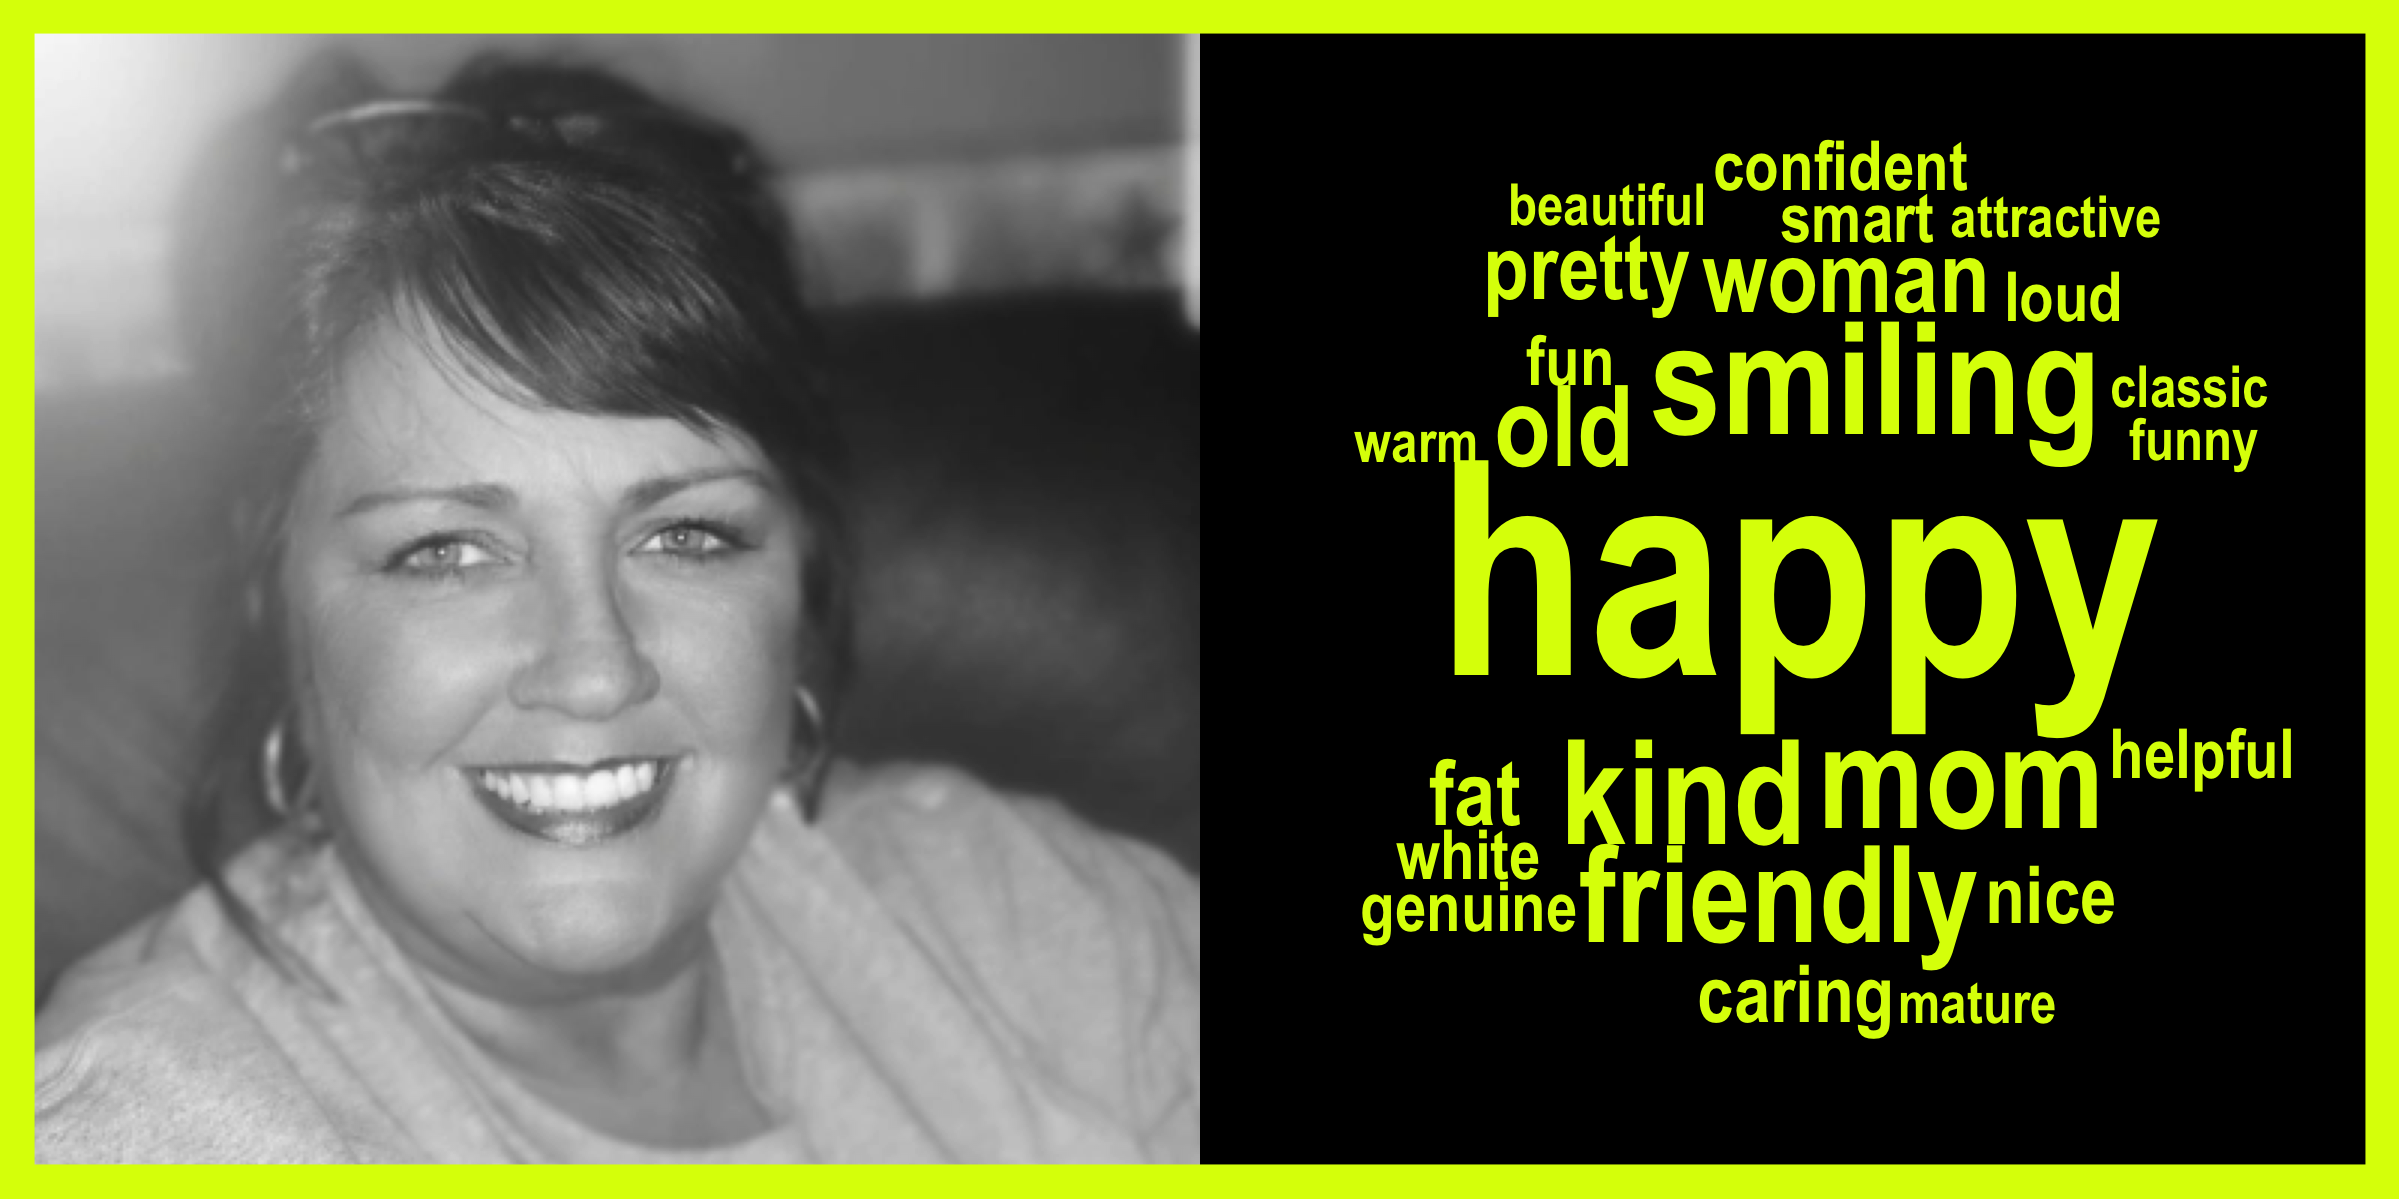 confident
beautiful smart attractive
pretty woman loud
fun smiling classic
warm old funny
happy
fat kind mom helpful
white
genuine friendly nice
caring mature